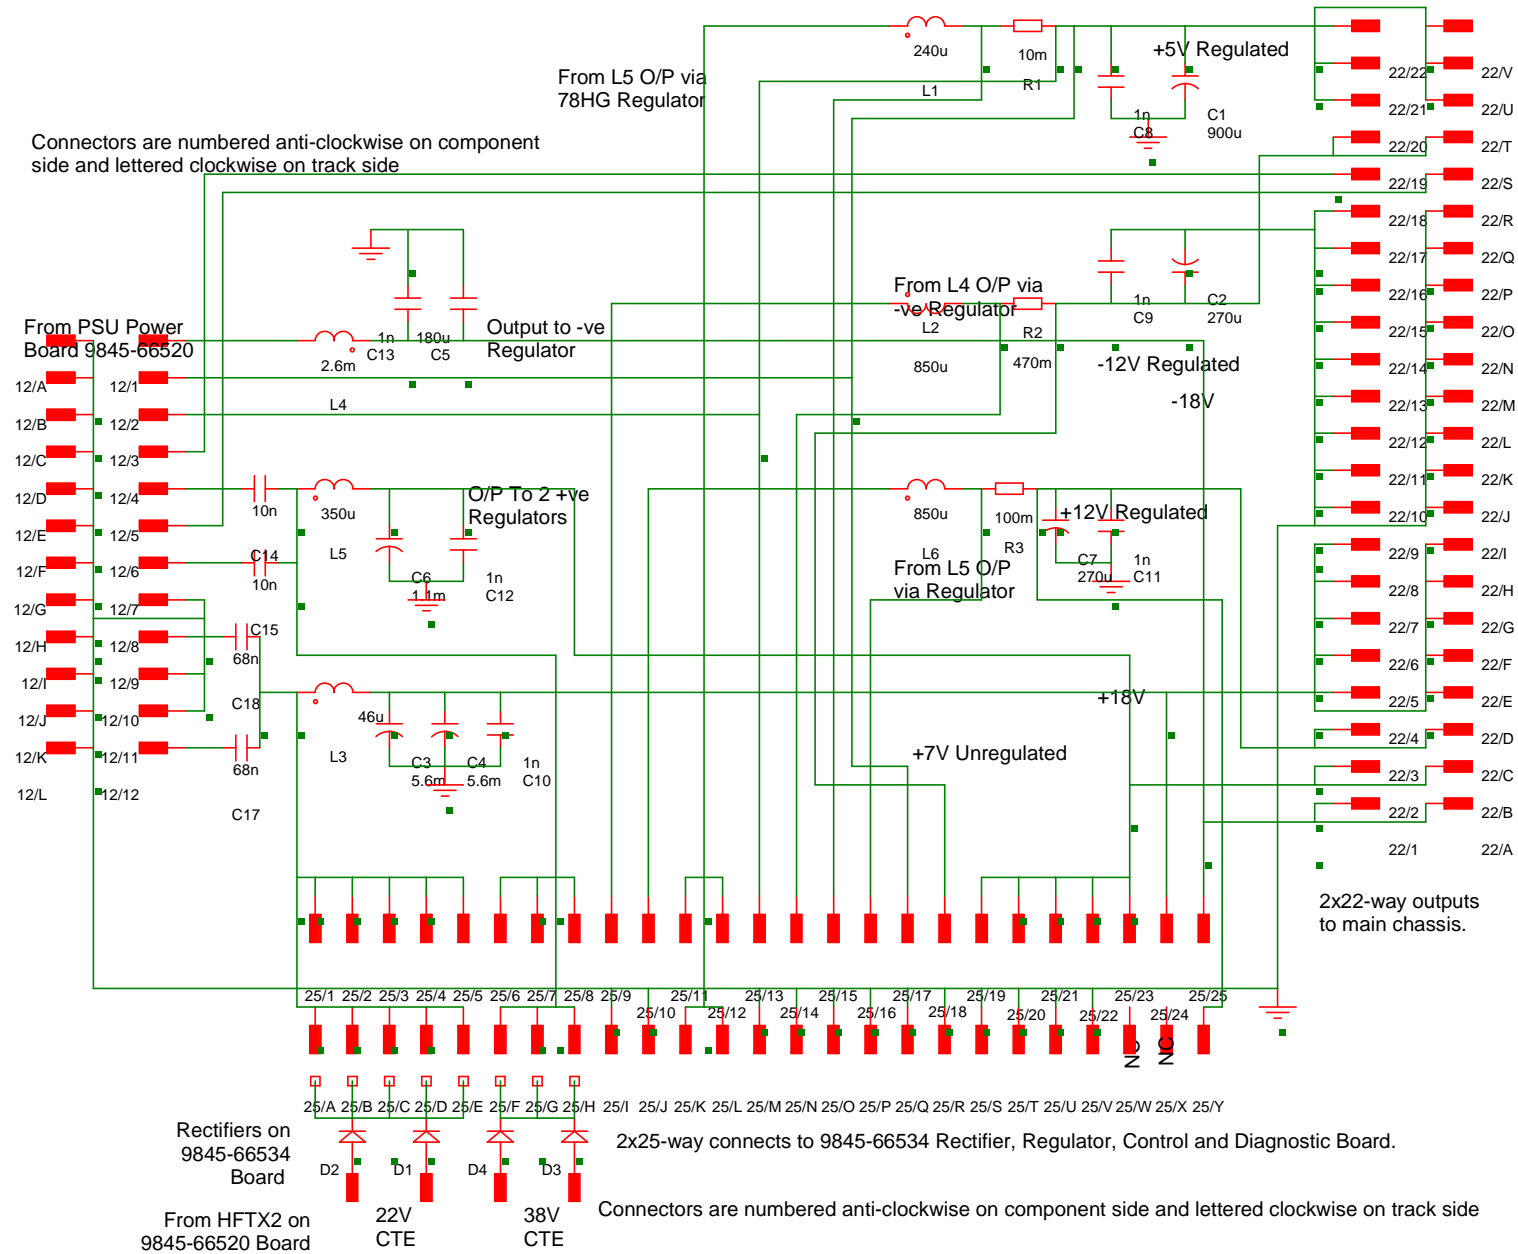 240u
10m
+5V Regulated
From L5 O/P via
78HG Regulator
L1
R1
1n
C8
C1
900u
Connectors are numbered anti-clockwise on component
side and lettered clockwise on track side
22/22
22/V
22/21
22/U
22/20
22/T
22/19
22/S
22/18
22/R
22/17
22/Q
22/16
22/P
22/15
22/O
22/14
22/N
22/13
22/M
22/12
22/L
22/11
22/K
22/10
22/J
22/9
22/I
22/8
22/H
22/7
22/G
22/6
22/F
22/5
22/E
22/4
22/D
22/3
22/C
22/2
22/B
22/1
22/A
From L4 O/P via
-ve Regulator
L2
850u
R2
470m
1n
C9
C2
270u
-12V Regulated
-18V
From PSU Power
Board 9845-66520
1n
C13
180u
C5
Output to -ve
Regulator
2.6m
L4
12/A
12/1
12/B
12/2
12/C
12/3
12/D
12/4
12/E
12/5
12/F
12/6
12/G
12/7
12/H
12/8
12/I
12/9
12/J
12/10
12/K
12/11
12/L
12/12
10n
C14
10n
C15
68n
C18
68n
C17
350u
L5
O/P To 2 +ve
Regulators
C6
1.1m
1n
C12
850u
L6
100m
R3
+12V Regulated
C7
270u
1n
C11
From L5 O/P
via Regulator
46u
L3
C3
5.6m
C4
5.6m
1n
C10
+18V
+7V Unregulated
2x22-way outputs
to main chassis.
25/1 25/2 25/3 25/4 25/5 25/6 25/7 25/8 25/9 25/11 25/13 25/15 25/17 25/19 25/21 25/23 25/25
25/10 25/12 25/14 25/16 25/18 25/20 25/22 25/24
NC
NC
25/A 25/B 25/C 25/D 25/E 25/F 25/G 25/H 25/I 25/J 25/K 25/L 25/M 25/N 25/O 25/P 25/Q 25/R 25/S 25/T 25/U 25/V 25/W 25/X 25/Y
Rectifiers on
9845-66534
Board
D2
D1
D4
D3
2x25-way connects to 9845-66534 Rectifier, Regulator, Control and Diagnostic Board.
From HFTX2 on
9845-66520 Board
22V
CTE
38V
CTE
Connectors are numbered anti-clockwise on component side and lettered clockwise on track side